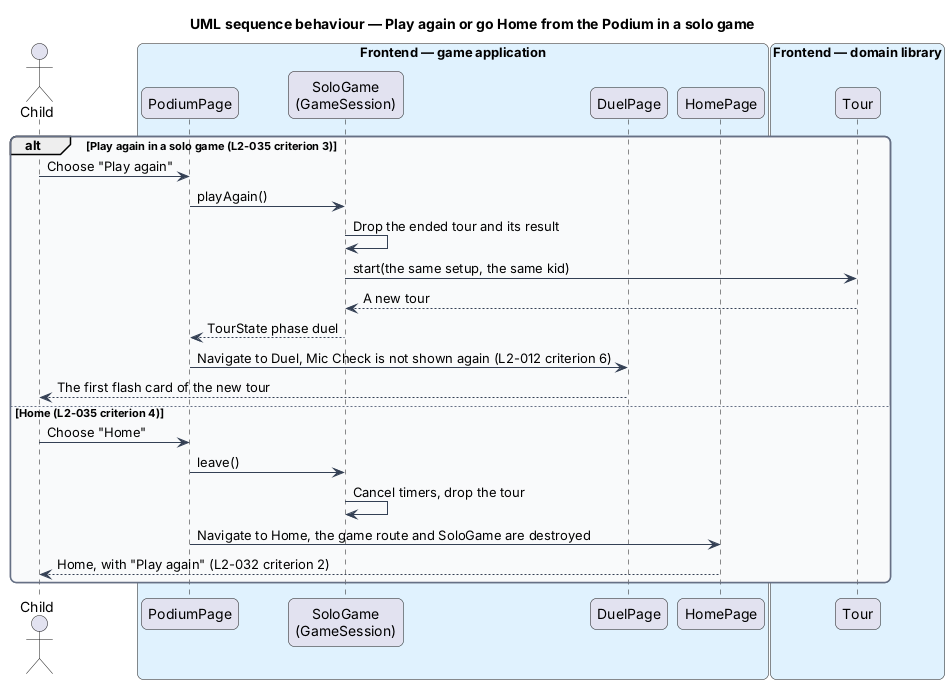 UML sequence behaviour — Play again or go Home from the Podium in a solo game
Frontend — game application
Frontend — domain library
Child
PodiumPage
SoloGame
(GameSession)
DuelPage
HomePage
Tour
alt
[Play again in a solo game (L2-035 criterion 3)]
Choose "Play again"
playAgain()
Drop the ended tour and its result
start(the same setup, the same kid)
A new tour
TourState phase duel
Navigate to Duel, Mic Check is not shown again (L2-012 criterion 6)
The first flash card of the new tour
[Home (L2-035 criterion 4)]
Choose "Home"
leave()
Cancel timers, drop the tour
Navigate to Home, the game route and SoloGame are destroyed
Home, with "Play again" (L2-032 criterion 2)
Child
PodiumPage
SoloGame
(GameSession)
DuelPage
HomePage
Tour